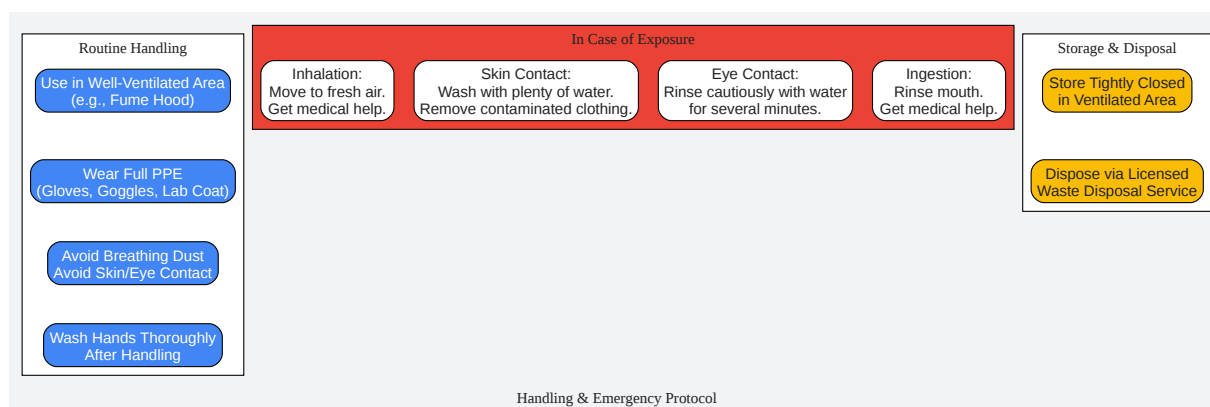 Routine Handling
Use in Well-Ventilated Area
(e.g., Fume Hood)
Wear Full PPE
(Gloves, Goggles, Lab Coat)
Avoid Breathing Dust
Avoid Skin/Eye Contact
Wash Hands Thoroughly
After Handling
In Case of Exposure
Inhalation:
Move to fresh air.
Get medical help.
Skin Contact:
Wash with plenty of water.
Remove contaminated clothing.
Eye Contact:
Rinse cautiously with water
for several minutes.
Ingestion:
Rinse mouth.
Get medical help.
Storage & Disposal
Store Tightly Closed
in Ventilated Area
Dispose via Licensed
Waste Disposal Service
Handling & Emergency Protocol